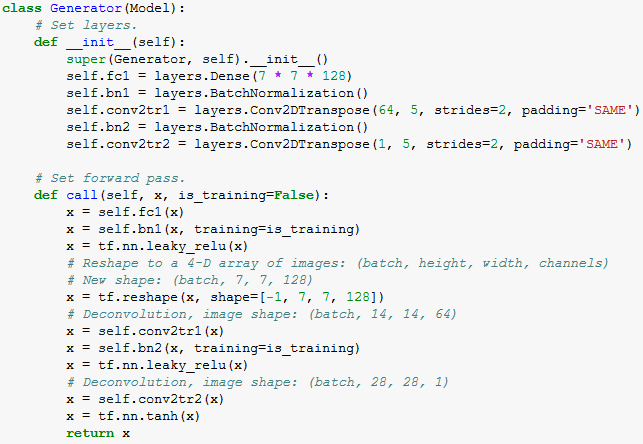 class Generator(Model):
    # Set layers.
    def __init__(self):
        super(Generator, self).__init__()
        self.fc1 = layers.Dense(7 * 7 * 128)
        self.bn1 = layers.BatchNormalization()
        self.conv2tr1 = layers.Conv2DTranspose(64, 5, strides=2, padding='SAME')
        self.bn2 = layers.BatchNormalization()
        self.conv2tr2 = layers.Conv2DTranspose(1, 5, strides=2, padding='SAME')

    # Set forward pass.
    def call(self, x, is_training=False):
        x = self.fc1(x)
        x = self.bn1(x, training=is_training)
        x = tf.nn.leaky_relu(x)
        # Reshape to a 4-D array of images: (batch, height, width, channels)
        # New shape: (batch, 7, 7, 128)
        x = tf.reshape(x, shape=[-1, 7, 7, 128])
        # Deconvolution, image shape: (batch, 14, 14, 64)
        x = self.conv2tr1(x)
        x = self.bn2(x, training=is_training)
        x = tf.nn.leaky_relu(x)
        # Deconvolution, image shape: (batch, 28, 28, 1)
        x = self.conv2tr2(x)
        x = tf.nn.tanh(x)
        return x